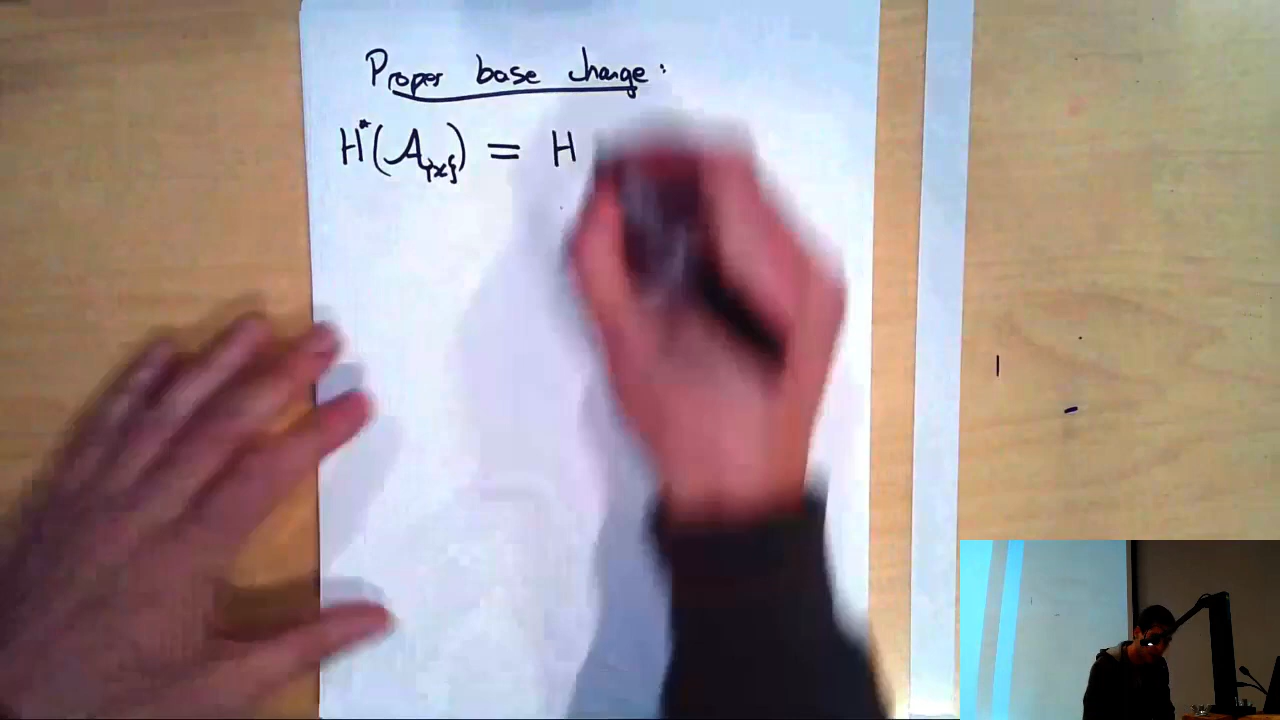 Proper base change:
H*(A_{x}) = H